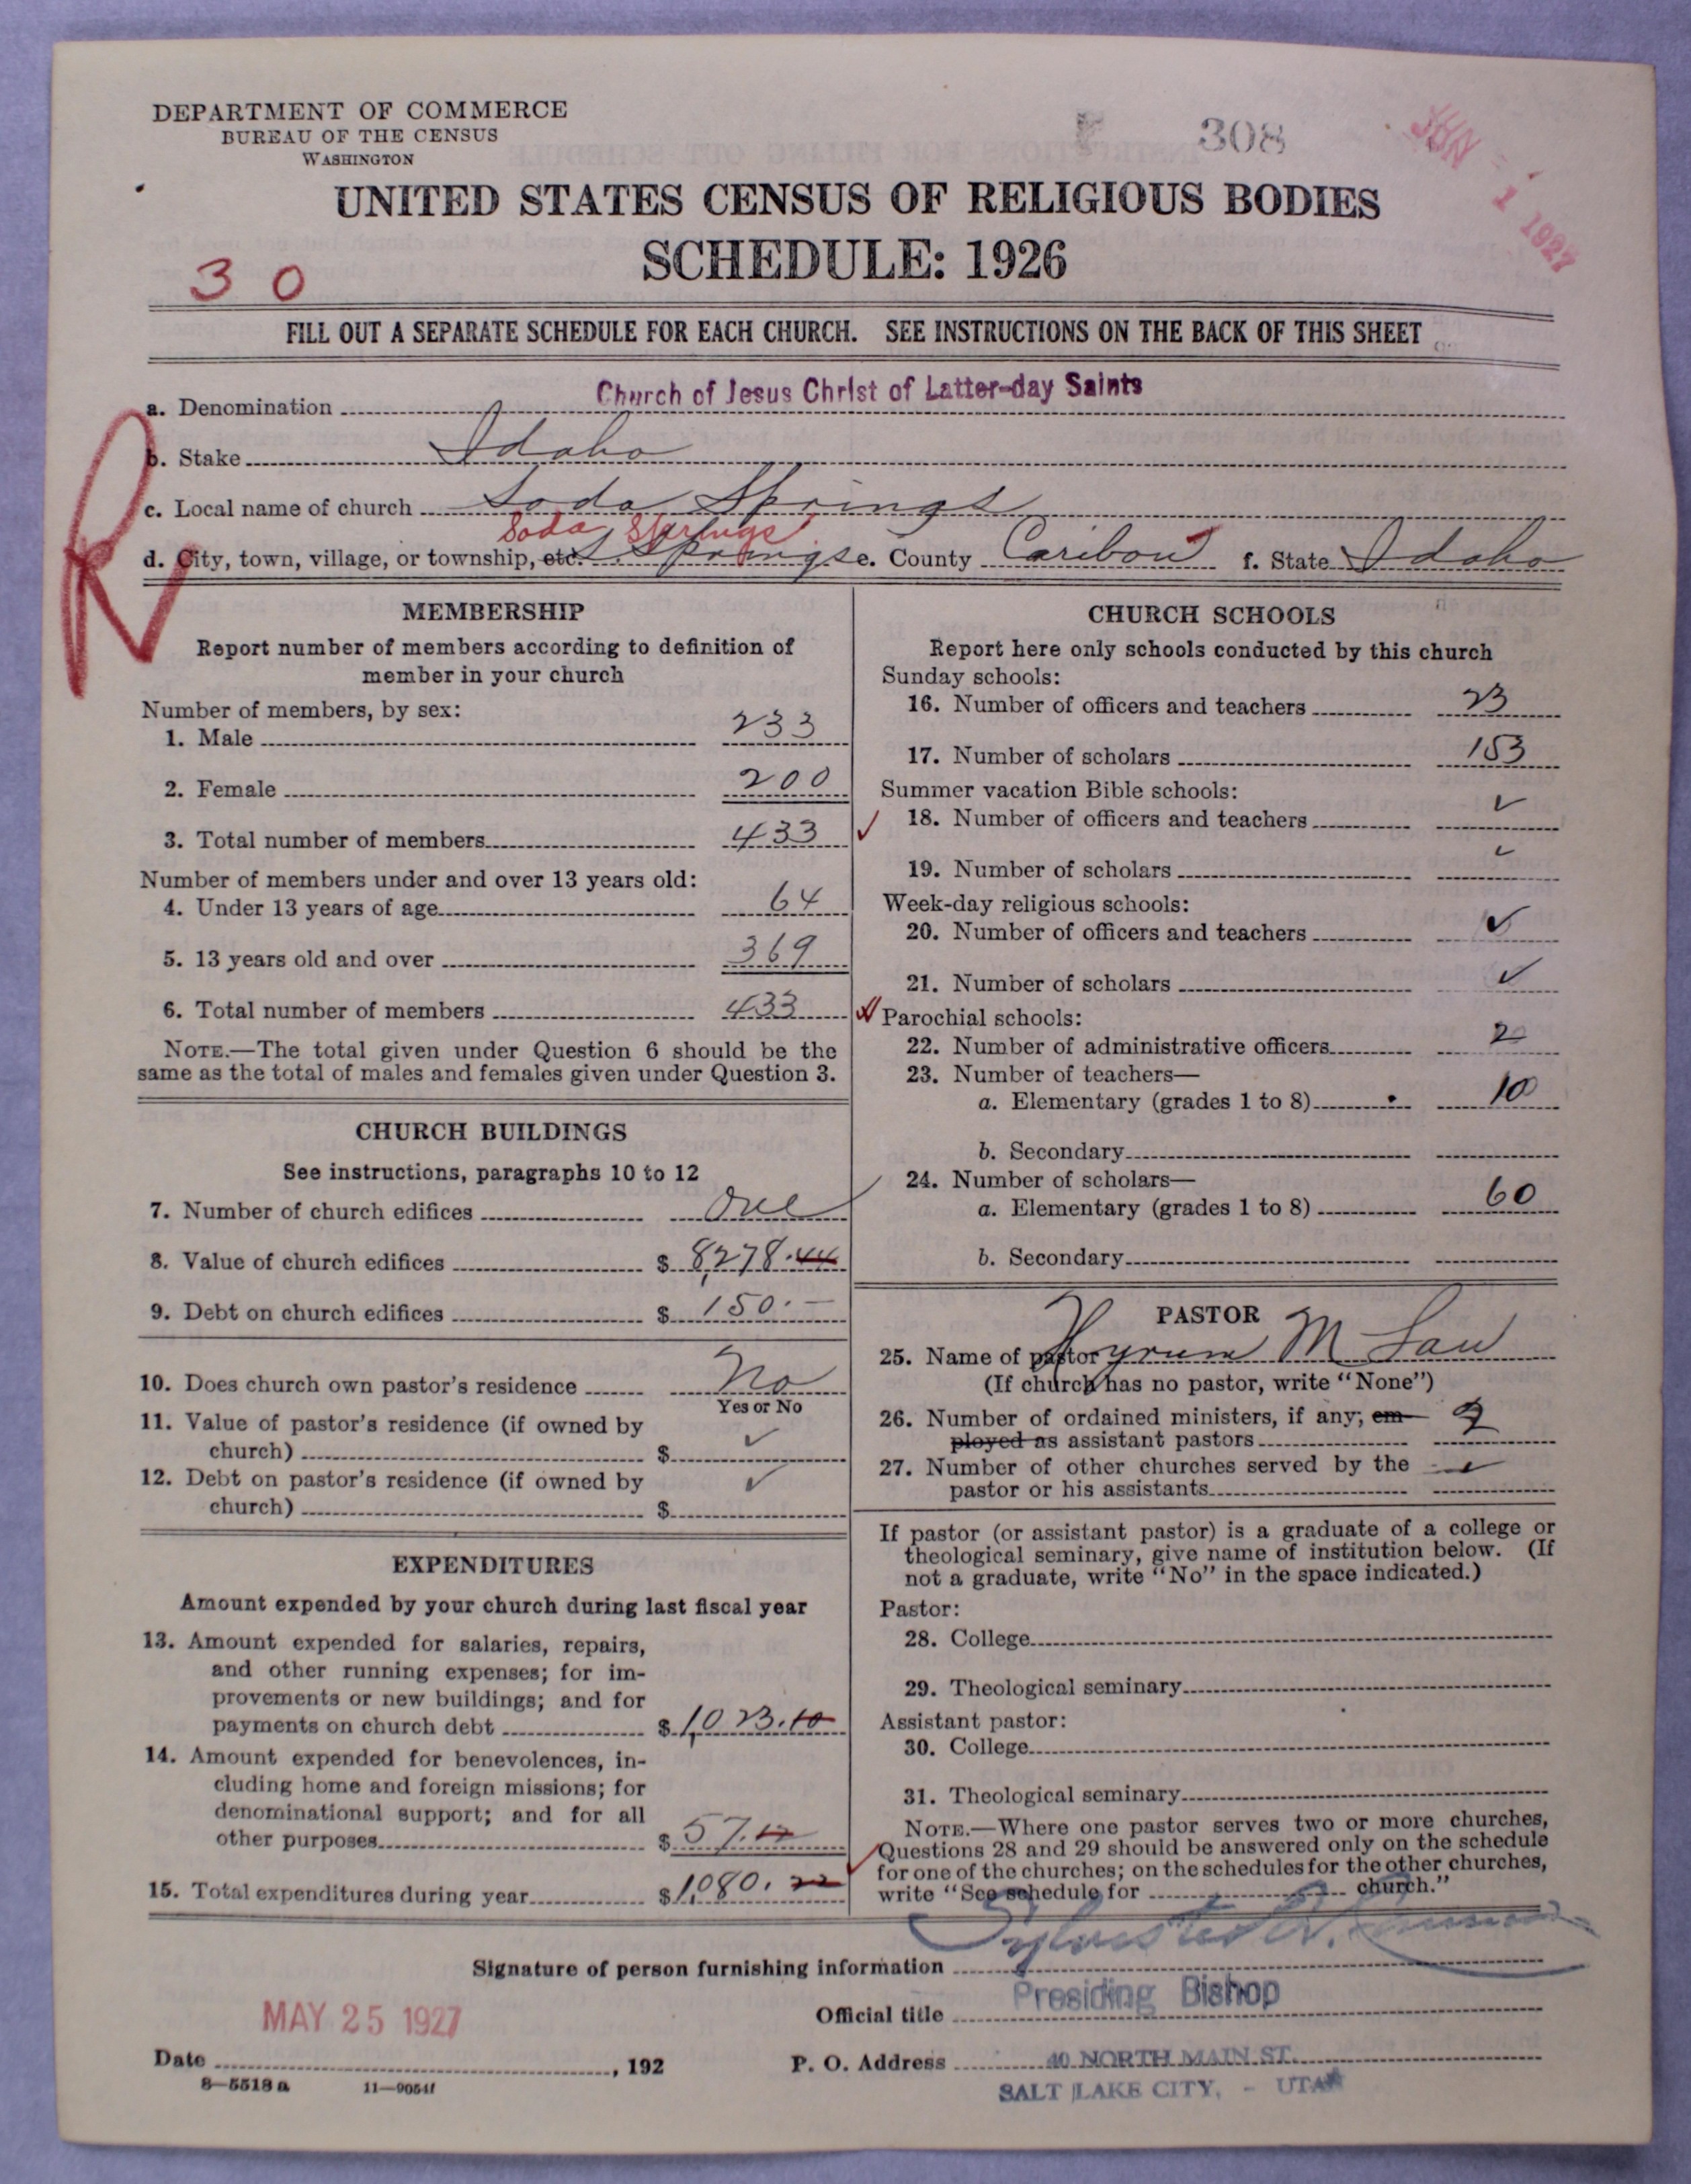 DEPARTMENT OF COMMERCE
BUREAU OF THE CENSUS
WASHINGTON
308
JUN 1 1927
UNITED STATES CENSUS OF RELIGIOUS BODIES
SCHEDULE: 1926
30
FILL OUT A SEPARATE SCHEDULE FOR EACH CHURCH. SEE INSTRUCTIONS ON THE BACK OF THIS SHEET
a. Denomination Church of Jesus Christ of Latter-day Saints
b. Stake Idaho
c. Local name of church Soda Springs
Soda Springs
d. City, town, village, or township, etc. S. Springs e. County Caribou f. State Idaho
R
MEMBERSHIP
Report number of members according to definition of
member in your church
Number of members, by sex:
1. Male 233
2. Female 200
3. Total number of members 433
Number of members under and over 13 years old:
4. Under 13 years of age 64
5. 13 years old and over 369
6. Total number of members 433
NOTE.—The total given under Question 6 should be the
same as the total of males and females given under Question 3.
CHURCH BUILDINGS
See instructions, paragraphs 10 to 12
7. Number of church edifices One
8. Value of church edifices $ 8,278.44
9. Debt on church edifices $ 150.—
10. Does church own pastor's residence No
Yes or No
11. Value of pastor's residence (if owned by
church) $ ✓
12. Debt on pastor's residence (if owned by
church) $ ✓
EXPENDITURES
Amount expended by your church during last fiscal year
13. Amount expended for salaries, repairs,
and other running expenses; for im-
provements or new buildings; and for
payments on church debt $ 1,023.10
14. Amount expended for benevolences, in-
cluding home and foreign missions; for
denominational support; and for all
other purposes $ 57.12
15. Total expenditures during year $ 1,080.22
CHURCH SCHOOLS
Report here only schools conducted by this church
Sunday schools:
16. Number of officers and teachers 23
17. Number of scholars 153
Summer vacation Bible schools:
18. Number of officers and teachers ✓
19. Number of scholars ✓
Week-day religious schools:
20. Number of officers and teachers ✓
21. Number of scholars ✓
Parochial schools:
22. Number of administrative officers 2
23. Number of teachers—
a. Elementary (grades 1 to 8) 10
b. Secondary
24. Number of scholars—
a. Elementary (grades 1 to 8) 60
b. Secondary
PASTOR
25. Name of pastor Hyrum M Lau
(If church has no pastor, write "None")
26. Number of ordained ministers, if any, em-
ployed as assistant pastors 2
27. Number of other churches served by the
pastor or his assistants ✓
If pastor (or assistant pastor) is a graduate of a college or
theological seminary, give name of institution below. (If
not a graduate, write "No" in the space indicated.)
Pastor:
28. College
29. Theological seminary
Assistant pastor:
30. College
31. Theological seminary
NOTE.—Where one pastor serves two or more churches,
Questions 28 and 29 should be answered only on the schedule
for one of the churches; on the schedules for the other churches,
write "See schedule for church."
Signature of person furnishing information Sylvester Q. Cannon
Official title Presiding Bishop
MAY 25 1927
Date , 192
P. O. Address 40 NORTH MAIN ST.
SALT LAKE CITY, - UTAH
8—5518 a 11—9054f